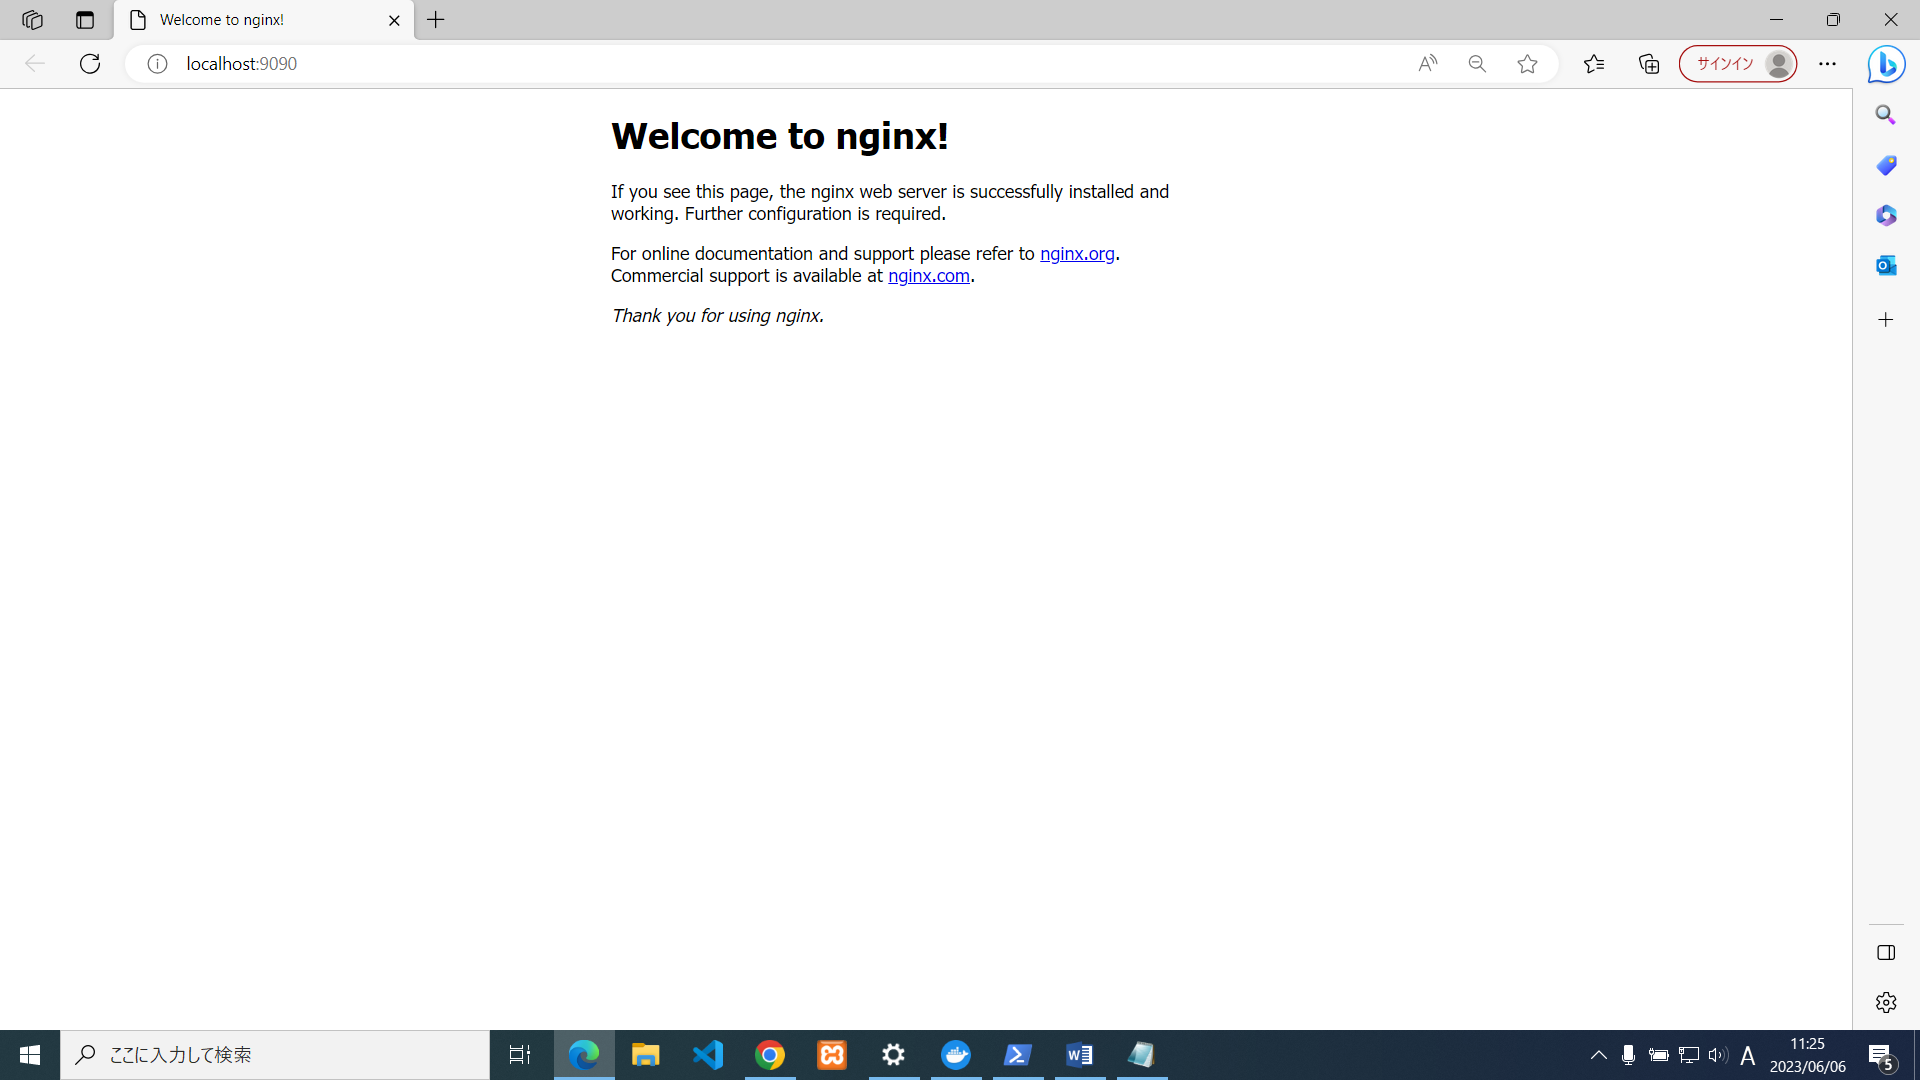 Welcome to nginx!
localhost:9090
サインイン
Welcome to nginx!
If you see this page, the nginx web server is successfully installed and
working. Further configuration is required.
For online documentation and support please refer to nginx.org.
Commercial support is available at nginx.com.
Thank you for using nginx.
ここに入力して検索
A
11:25
2023/06/06
5